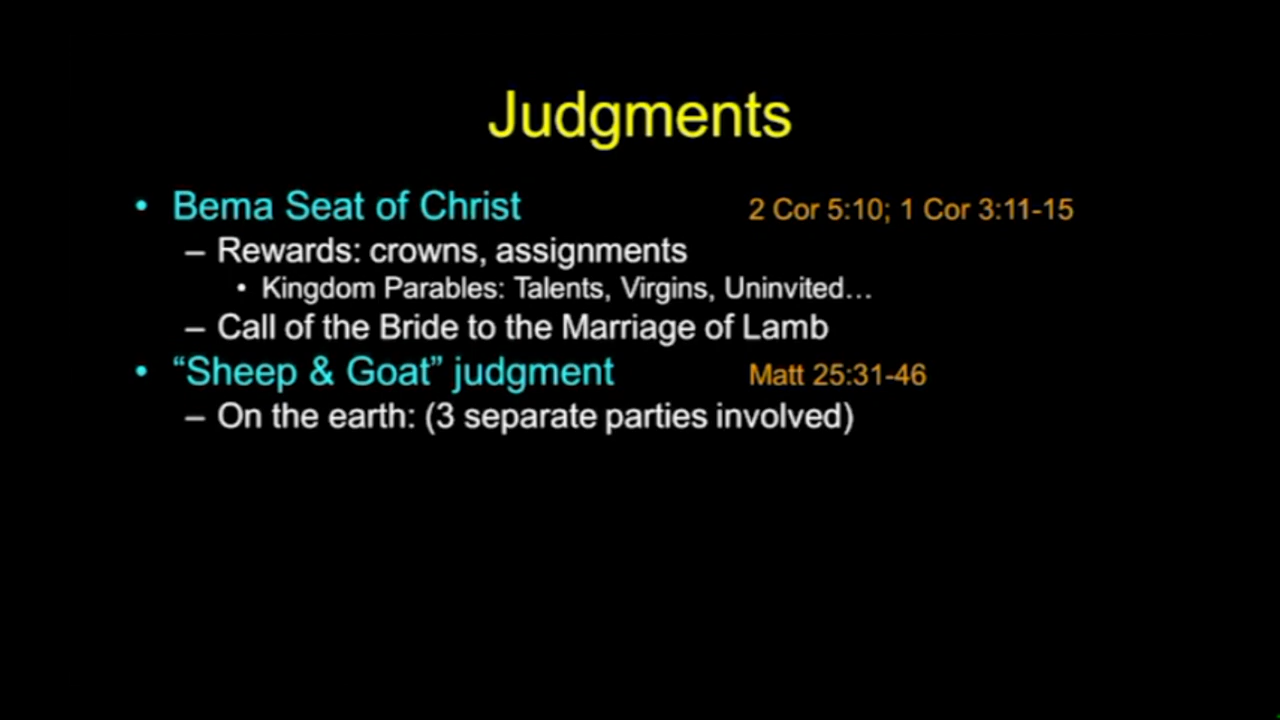 Judgments
• Bema Seat of Christ 2 Cor 5:10; 1 Cor 3:11-15
– Rewards: crowns, assignments
• Kingdom Parables: Talents, Virgins, Uninvited…
– Call of the Bride to the Marriage of Lamb
• “Sheep & Goat” judgment Matt 25:31-46
– On the earth: (3 separate parties involved)